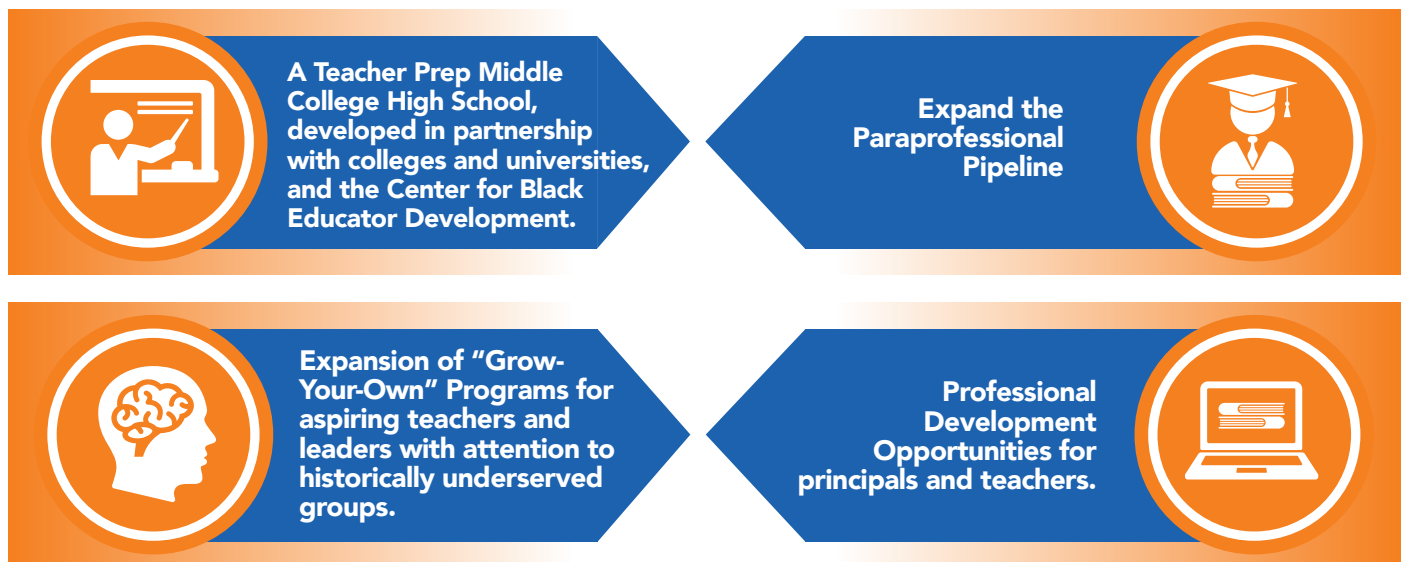 A Teacher Prep Middle
College High School,
developed in partnership
with colleges and universities,
and the Center for Black
Educator Development.
Expand the
Paraprofessional
Pipeline
Expansion of “Grow-
Your-Own” Programs for
aspiring teachers and
leaders with attention to
historically underserved
groups.
Professional
Development
Opportunities for
principals and teachers.